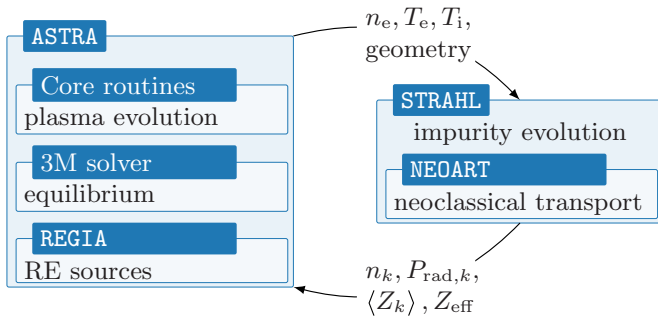 ASTRA
Core routines
plasma evolution
3M solver
equilibrium
REGIA
RE sources
n_e, T_e, T_i,
geometry
STRAHL
impurity evolution
NEOART
neoclassical transport
n_k, P_rad,k,
⟨Z_k⟩, Z_eff